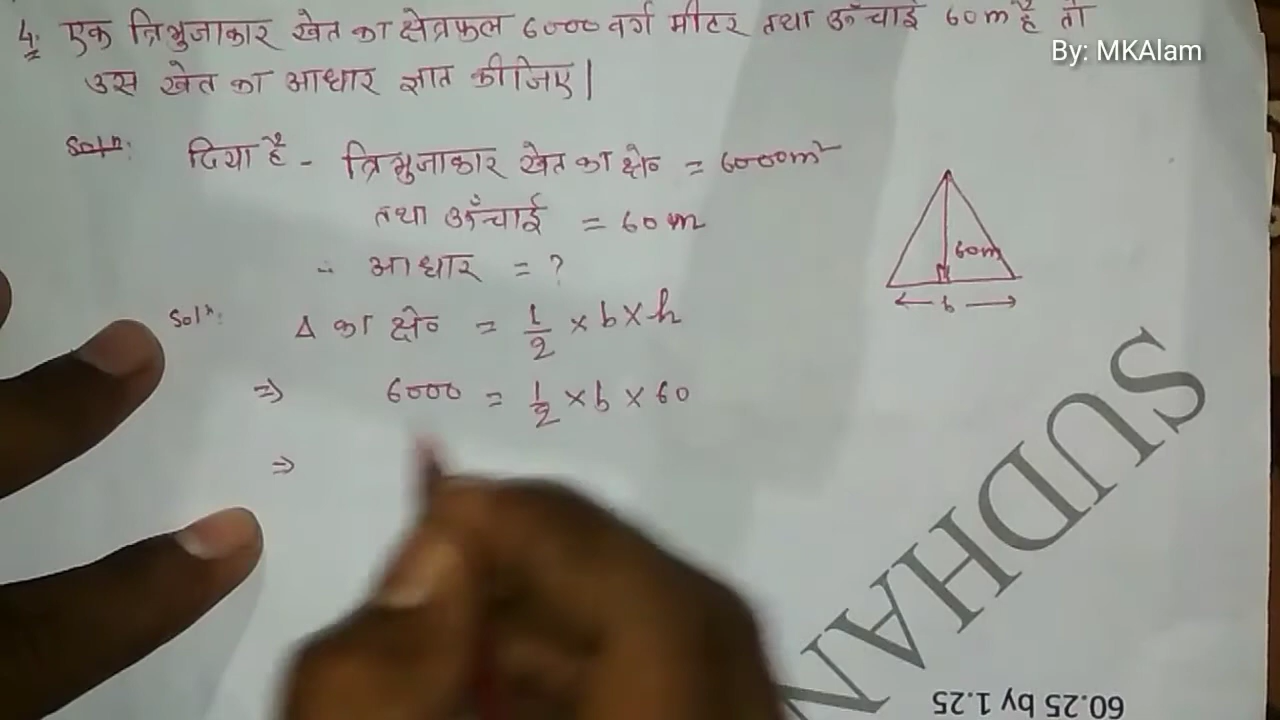 4. एक त्रिभुजाकार खेत का क्षेत्रफल 6000 वर्ग मीटर तथा ऊँचाई 60m है तो
By: MKAlam
उस खेत का आधार ज्ञात कीजिए|
Solⁿ:
दिया है - त्रिभुजाकार खेत का क्षे० = 6000m²
तथा ऊँचाई = 60m
∴ आधार = ?
60m
b
Solⁿ: Δ का क्षे० = 1/2 × b × h
⇒ 6000 = 1/2 × b × 60
⇒
SUDHAN
60.25 by 1.25